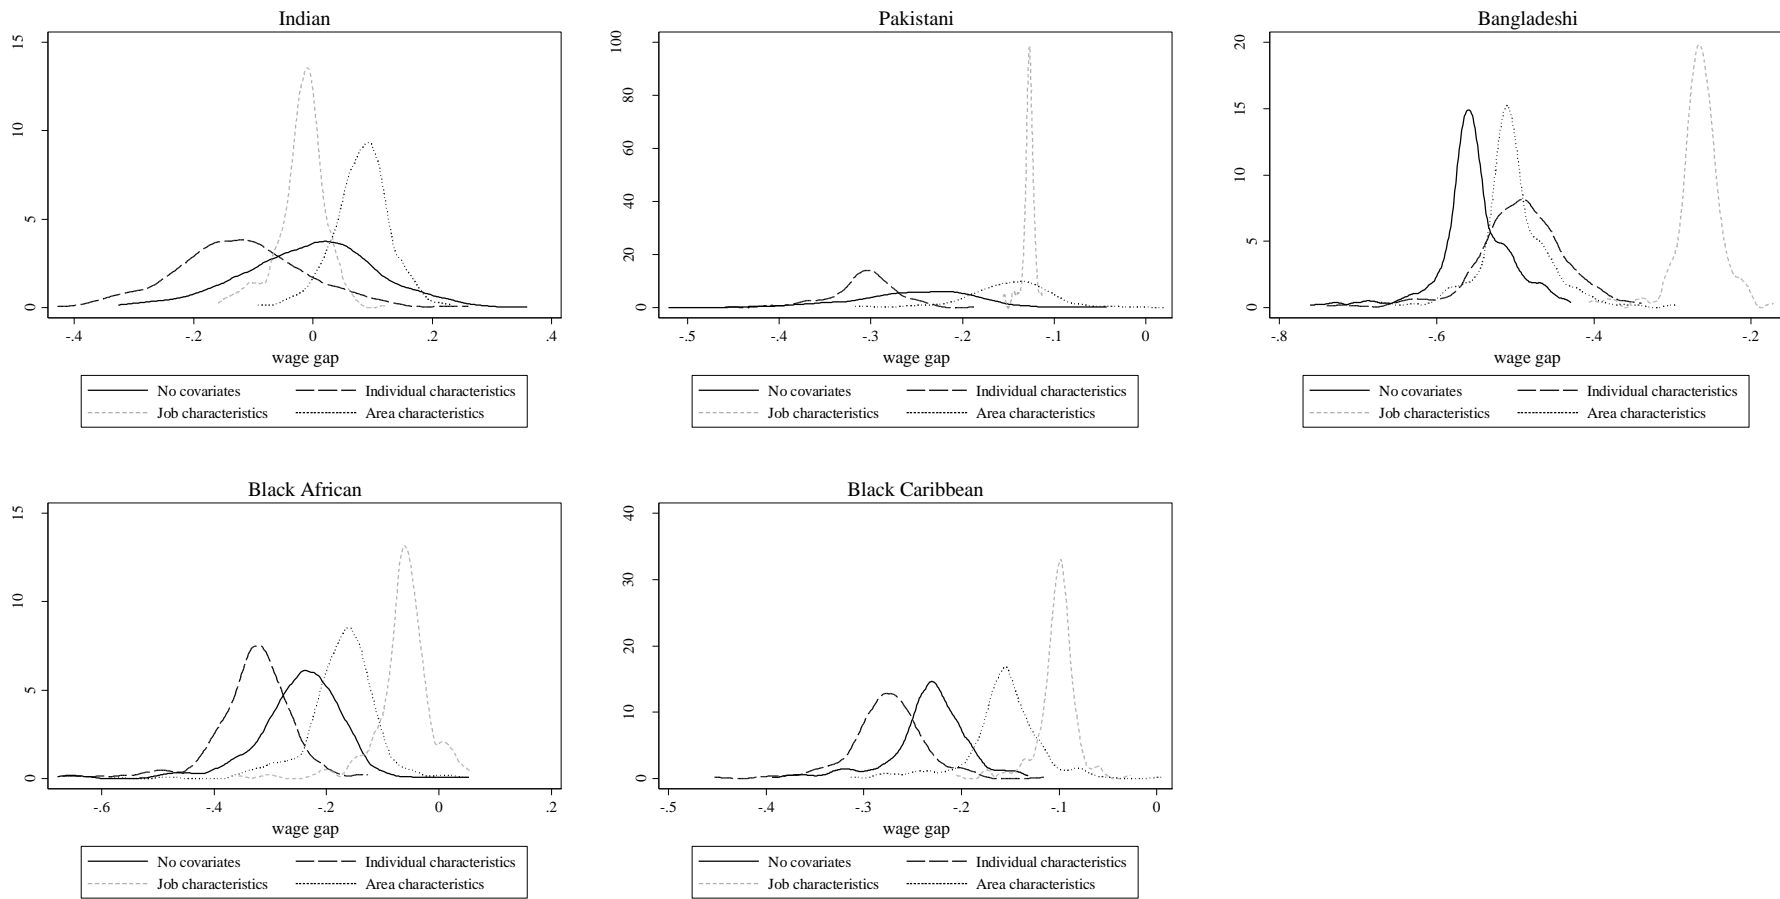 Indian
15
10
5
0
-.4 -.2 0 .2 .4
wage gap
No covariates Individual characteristics
Job characteristics Area characteristics
Pakistani
100
80
60
40
20
0
-.5 -.4 -.3 -.2 -.1 0
wage gap
No covariates Individual characteristics
Job characteristics Area characteristics
Bangladeshi
20
15
10
5
0
-.8 -.6 -.4 -.2
wage gap
No covariates Individual characteristics
Job characteristics Area characteristics
Black African
15
10
5
0
-.6 -.4 -.2 0 .2
wage gap
No covariates Individual characteristics
Job characteristics Area characteristics
Black Caribbean
40
30
20
10
0
-.5 -.4 -.3 -.2 -.1 0
wage gap
No covariates Individual characteristics
Job characteristics Area characteristics